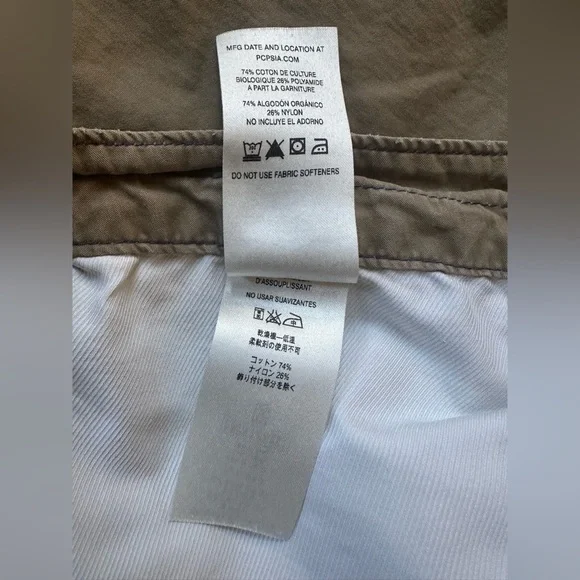 MFG DATE AND LOCATION AT
PCPSIA.COM
74% COTON DE CULTURE
BIOLOGIQUE 26% POLYAMIDE
A PART LA GARNITURE
74% ALGODÓN ORGÁNICO
26% NYLON
NO INCLUYE EL ADORNO
DO NOT USE FABRIC SOFTENERS
D'ASSOUPLISSANT
NO USAR SUAVIZANTES
乾燥機一低温
柔軟剤の使用不可
コットン 74%
ナイロン 26%
飾り付け部分を除く